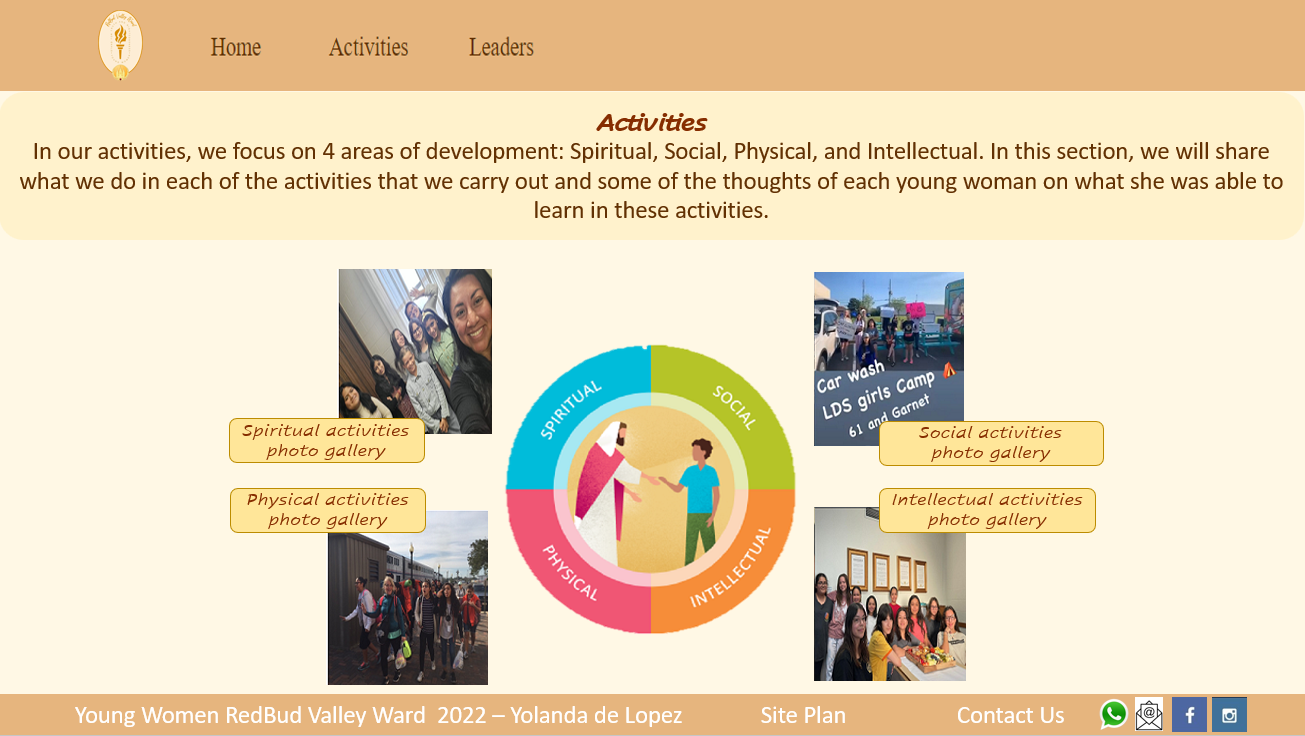 Home
Activities
Leaders
Activities
In our activities, we focus on 4 areas of development: Spiritual, Social, Physical, and Intellectual. In this section, we will share
what we do in each of the activities that we carry out and some of the thoughts of each young woman on what she was able to
learn in these activities.
Car wash
LDS girls Camp
61 and Garnet
Spiritual activities
photo gallery
Social activities
photo gallery
SPIRITUAL
SOCIAL
PHYSICAL
INTELLECTUAL
Physical activities
photo gallery
Intellectual activities
photo gallery
Young Women RedBud Valley Ward 2022 – Yolanda de Lopez
Site Plan
Contact Us